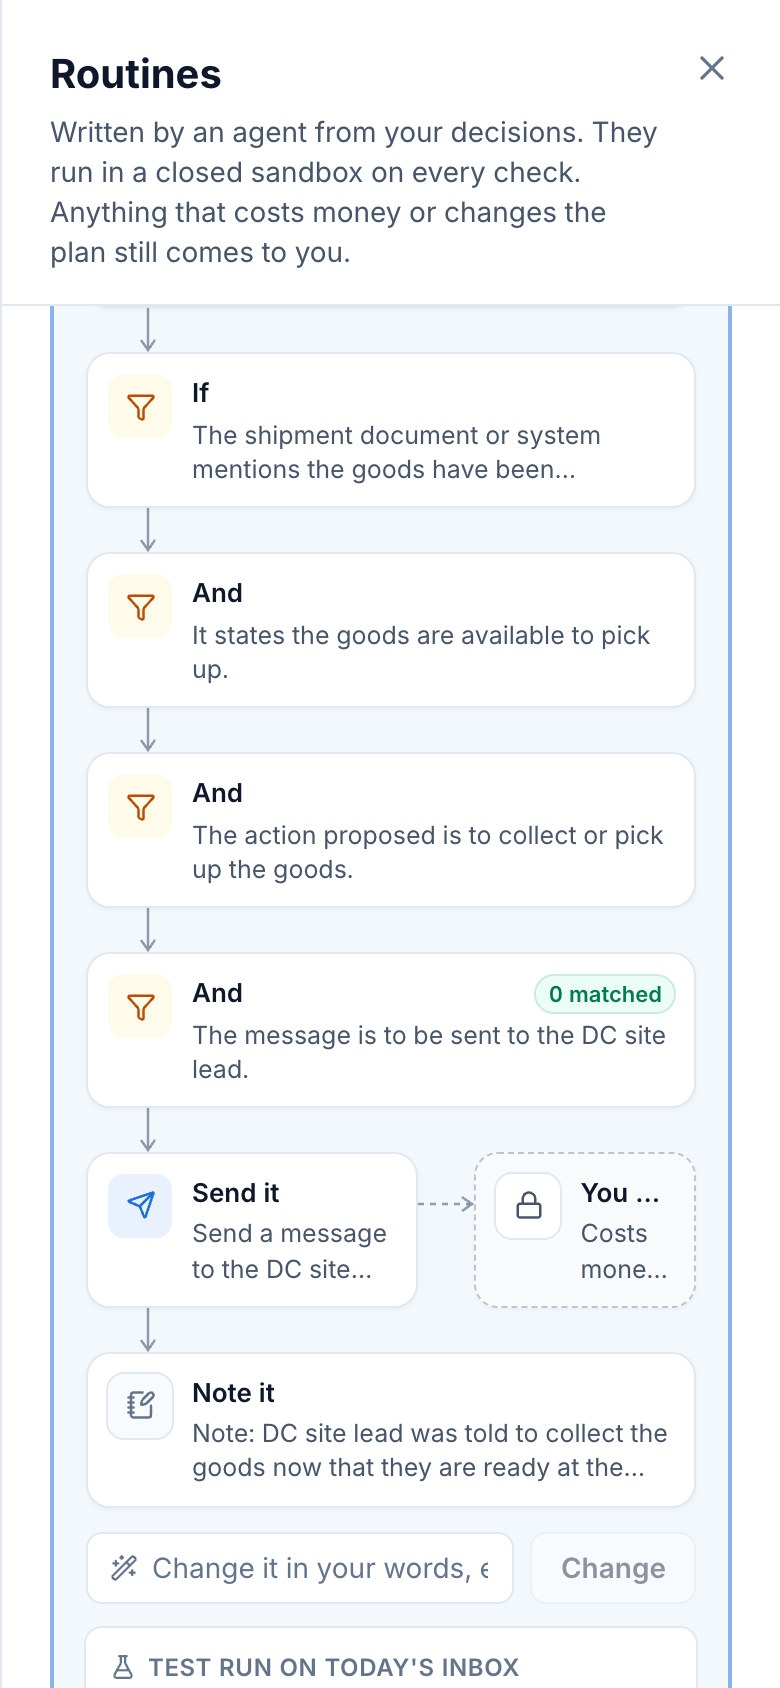 Routines
Written by an agent from your decisions. They
run in a closed sandbox on every check.
Anything that costs money or changes the
plan still comes to you.
If
The shipment document or system
mentions the goods have been...
And
It states the goods are available to pick
up.
And
The action proposed is to collect or pick
up the goods.
And
0 matched
The message is to be sent to the DC site
lead.
Send it
Send a message
to the DC site...
You ...
Costs
mone...
Note it
Note: DC site lead was told to collect the
goods now that they are ready at the...
Change it in your words,
Change
TEST RUN ON TODAY'S INBOX